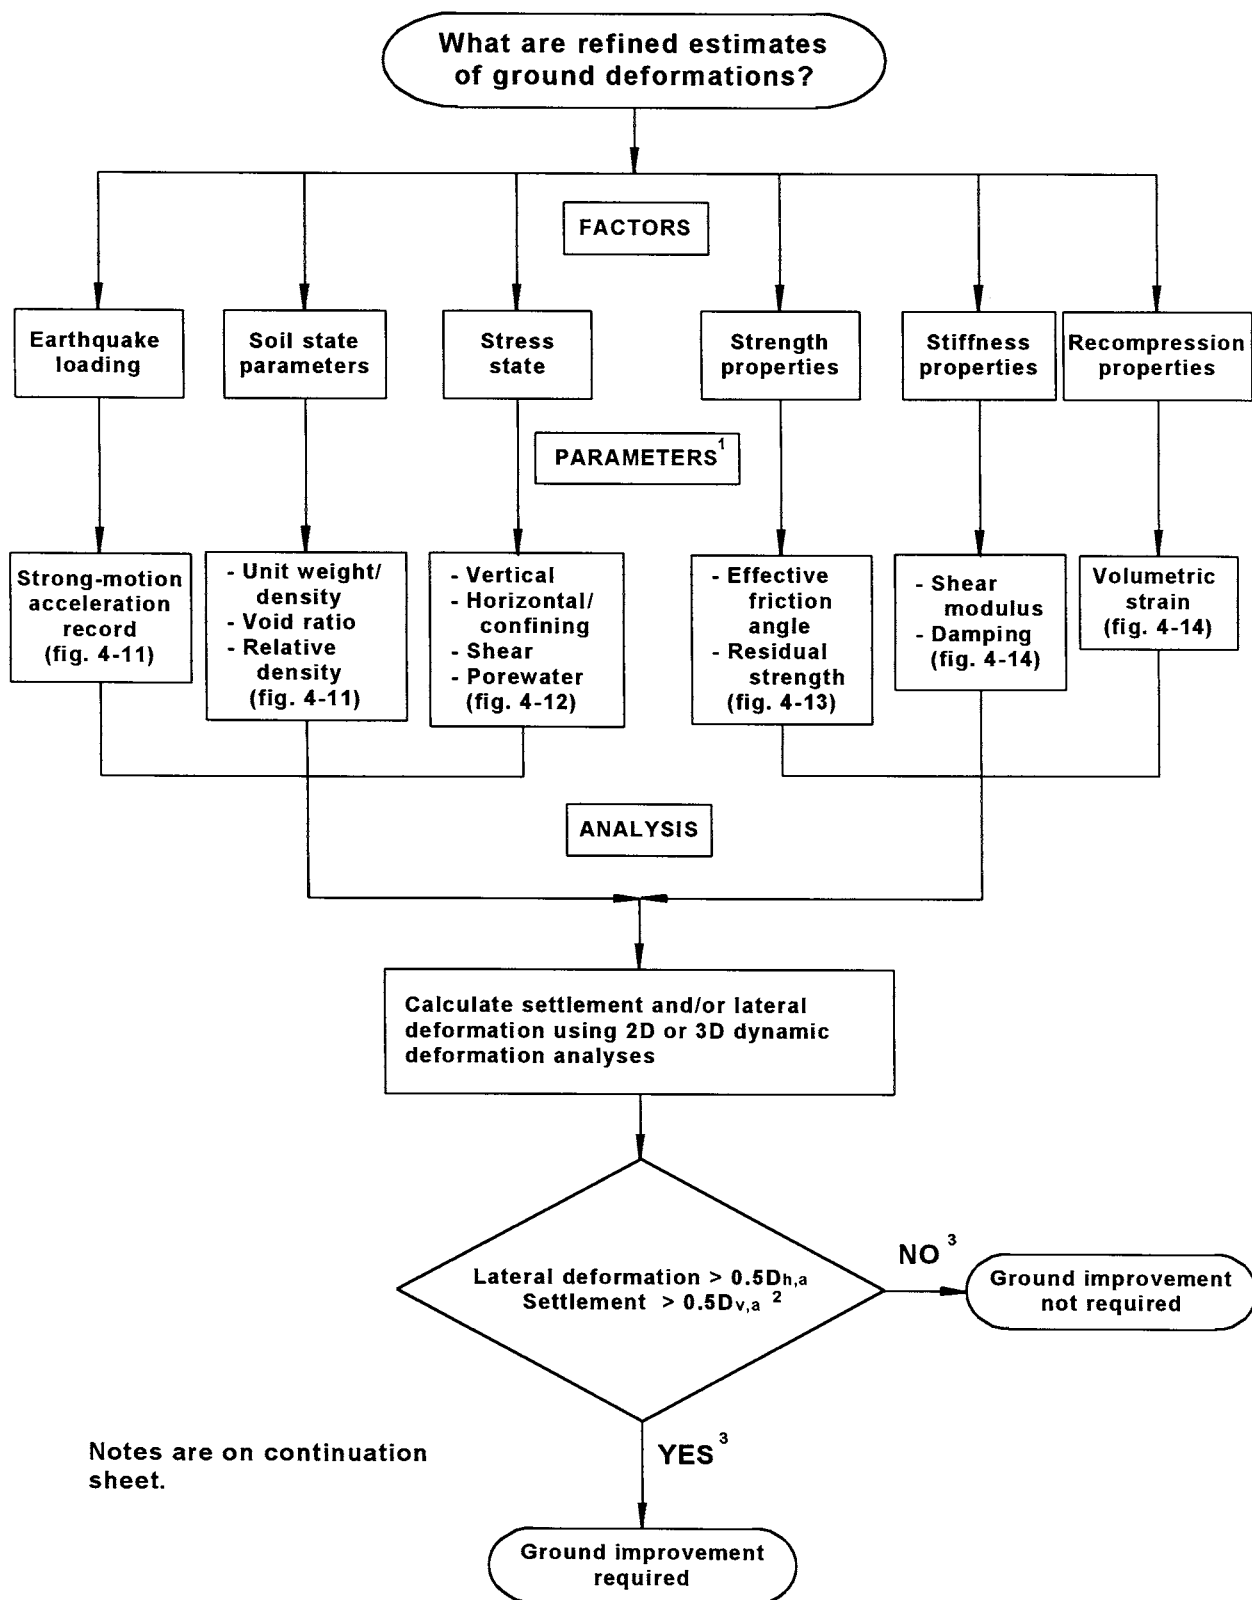 What are refined estimates
of ground deformations?
FACTORS
Earthquake
loading
Soil state
parameters
Stress
state
Strength
properties
Stiffness
properties
Recompression
properties
PARAMETERS1
Strong-motion
acceleration
record
(fig. 4-11)
- Unit weight/
density
- Void ratio
- Relative
density
(fig. 4-11)
- Vertical
- Horizontal/
confining
- Shear
- Porewater
(fig. 4-12)
- Effective
friction
angle
- Residual
strength
(fig. 4-13)
- Shear
modulus
- Damping
(fig. 4-14)
Volumetric
strain
(fig. 4-14)
ANALYSIS
Calculate settlement and/or lateral
deformation using 2D or 3D dynamic
deformation analyses
Lateral deformation > 0.5Dh,a
Settlement > 0.5Dv,a 2
NO 3
Ground improvement
not required
YES 3
Notes are on continuation
sheet.
Ground improvement
required